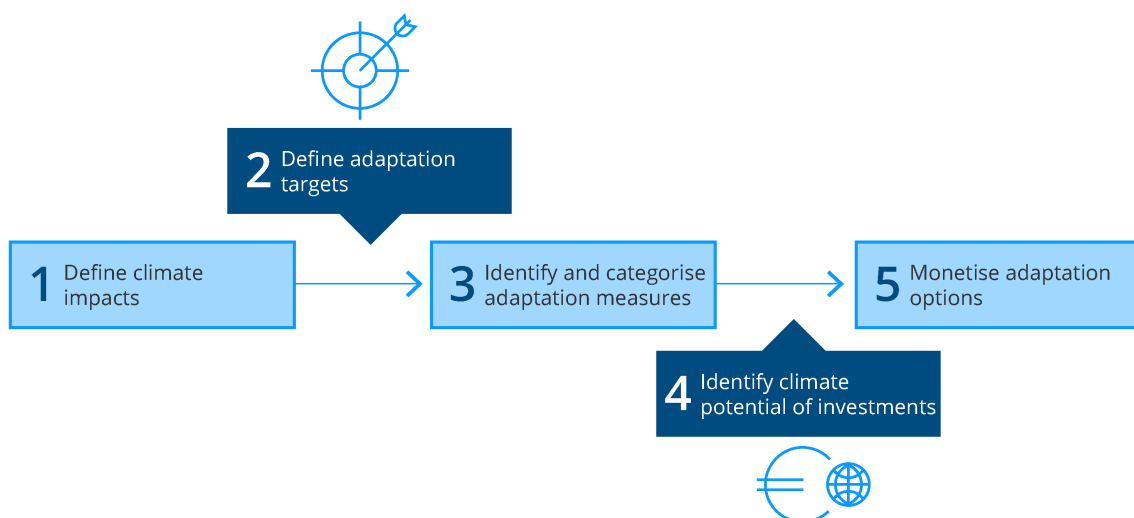 1 Define climate
impacts
2 Define adaptation
targets
3 Identify and categorise
adaptation measures
4 Identify climate
potential of investments
5 Monetise adaptation
options